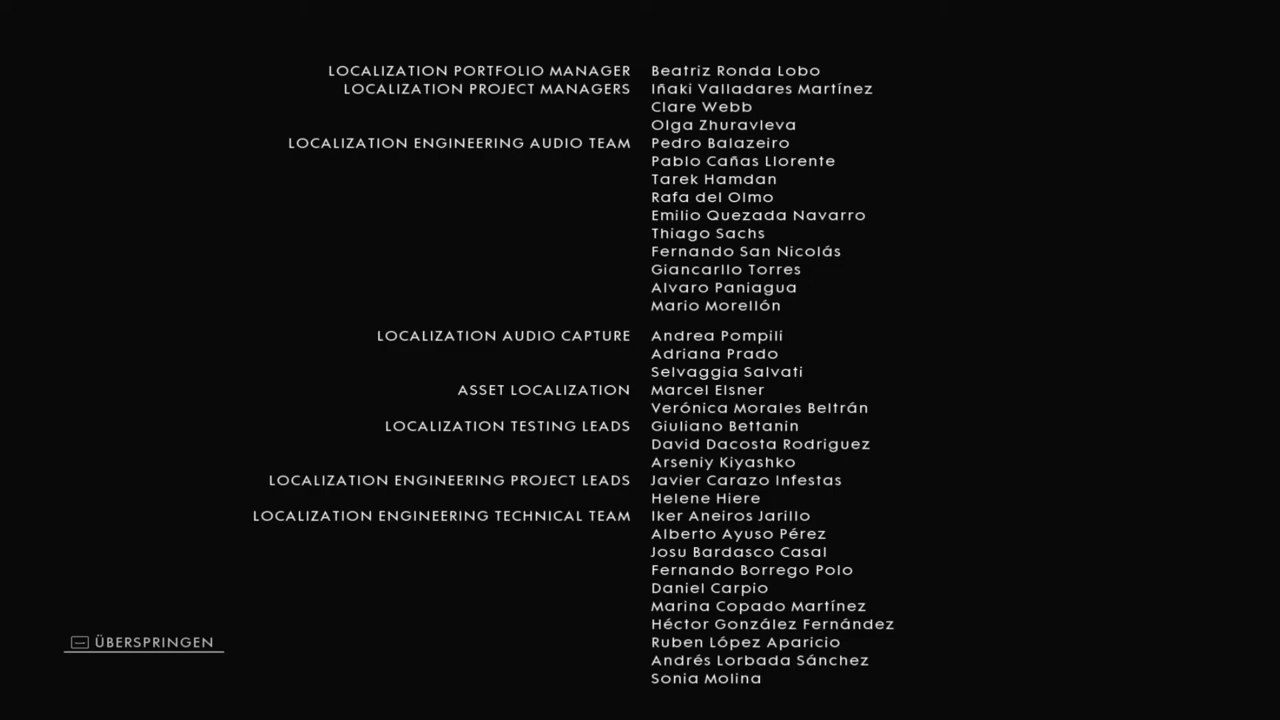 LOCALIZATION PORTFOLIO MANAGER Beatriz Ronda Lobo
LOCALIZATION PROJECT MANAGERS Iñaki Valladares Martínez
Clare Webb
Olga Zhuravleva
LOCALIZATION ENGINEERING AUDIO TEAM Pedro Balazeiro
Pablo Cañas Llorente
Tarek Hamdan
Rafa del Olmo
Emilio Quezada Navarro
Thiago Sachs
Fernando San Nicolás
Giancarllo Torres
Alvaro Paniagua
Mario Morellón
LOCALIZATION AUDIO CAPTURE Andrea Pompili
Adriana Prado
Selvaggia Salvati
ASSET LOCALIZATION Marcel Elsner
Verónica Morales Beltrán
LOCALIZATION TESTING LEADS Giuliano Bettanin
David Dacosta Rodriguez
Arseniy Kiyashko
LOCALIZATION ENGINEERING PROJECT LEADS Javier Carazo Infestas
Helene Hiere
LOCALIZATION ENGINEERING TECHNICAL TEAM Iker Aneiros Jarillo
Alberto Ayuso Pérez
Josu Bardasco Casal
Fernando Borrego Polo
Daniel Carpio
Marina Copado Martínez
Héctor González Fernández
Ruben López Aparicio
Andrés Lorbada Sánchez
Sonia Molina
ÜBERSPRINGEN